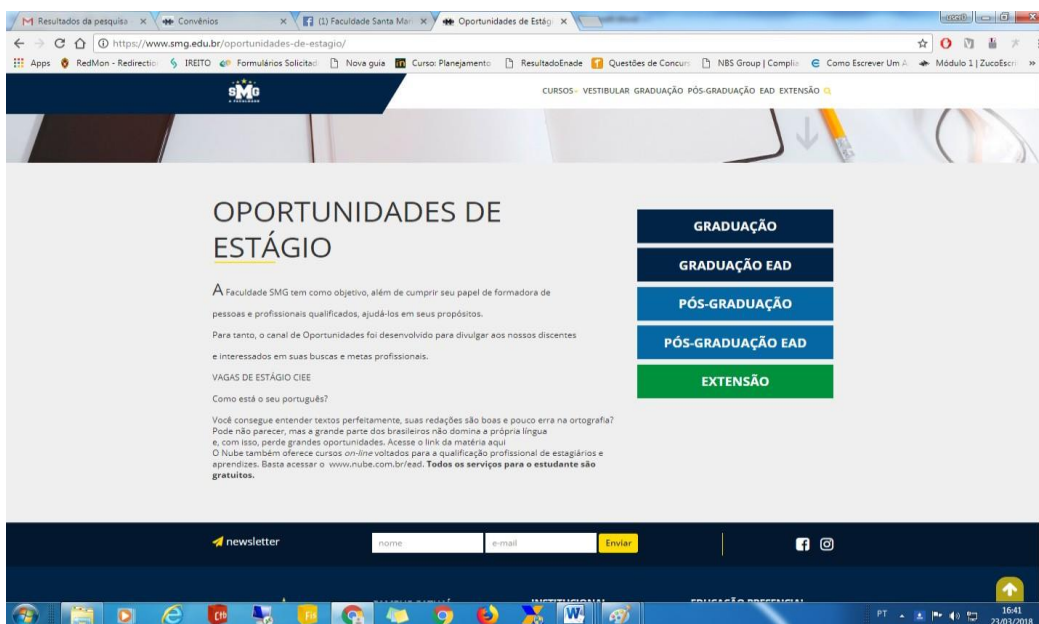 Resultados da pesquisa
Convênios
(1) Faculdade Santa Mari
Oportunidades de Estági
https://www.smg.edu.br/oportunidades-de-estagio/
Apps
RedMon - Redirectio
IREITO
Formulários Solicitad
Nova guia
Curso: Planejamento
ResultadoEnade
Questões de Concurs
NBS Group | Complia
Como Escrever Um A
Módulo 1 | ZucoEscri
SMG
A FACULDADE
CURSOS VESTIBULAR GRADUAÇÃO PÓS-GRADUAÇÃO EAD EXTENSÃO
OPORTUNIDADES DE
ESTÁGIO
A Faculdade SMG tem como objetivo, além de cumprir seu papel de formadora de
pessoas e profissionais qualificados, ajudá-los em seus propósitos.
Para tanto, o canal de Oportunidades foi desenvolvido para divulgar aos nossos discentes
e interessados em suas buscas e metas profissionais.
VAGAS DE ESTÁGIO CIEE
Como está o seu português?
Você consegue entender textos perfeitamente, suas redações são boas e pouco erra na ortografia?
Pode não parecer, mas a grande parte dos brasileiros não domina a própria língua
e, com isso, perde grandes oportunidades. Acesse o link da matéria aqui
O Nube também oferece cursos on-line voltados para a qualificação profissional de estagiários e
aprendizes. Basta acessar o www.nube.com.br/ead. Todos os serviços para o estudante são
gratuitos.
GRADUAÇÃO
GRADUAÇÃO EAD
PÓS-GRADUAÇÃO
PÓS-GRADUAÇÃO EAD
EXTENSÃO
newsletter
nome
e-mail
Enviar
INSTITUCIONAL
EDUCAÇÃO PRESENCIAL
PT
16:41
23/03/2018